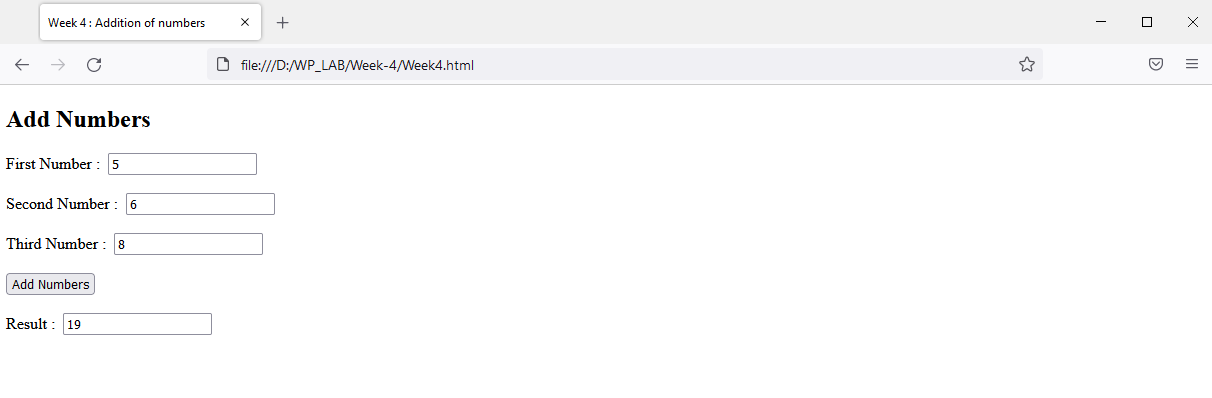 Week 4 : Addition of numbers
file:///D:/WP_LAB/Week-4/Week4.html
Add Numbers
First Number : 5
Second Number : 6
Third Number : 8
Add Numbers
Result : 19